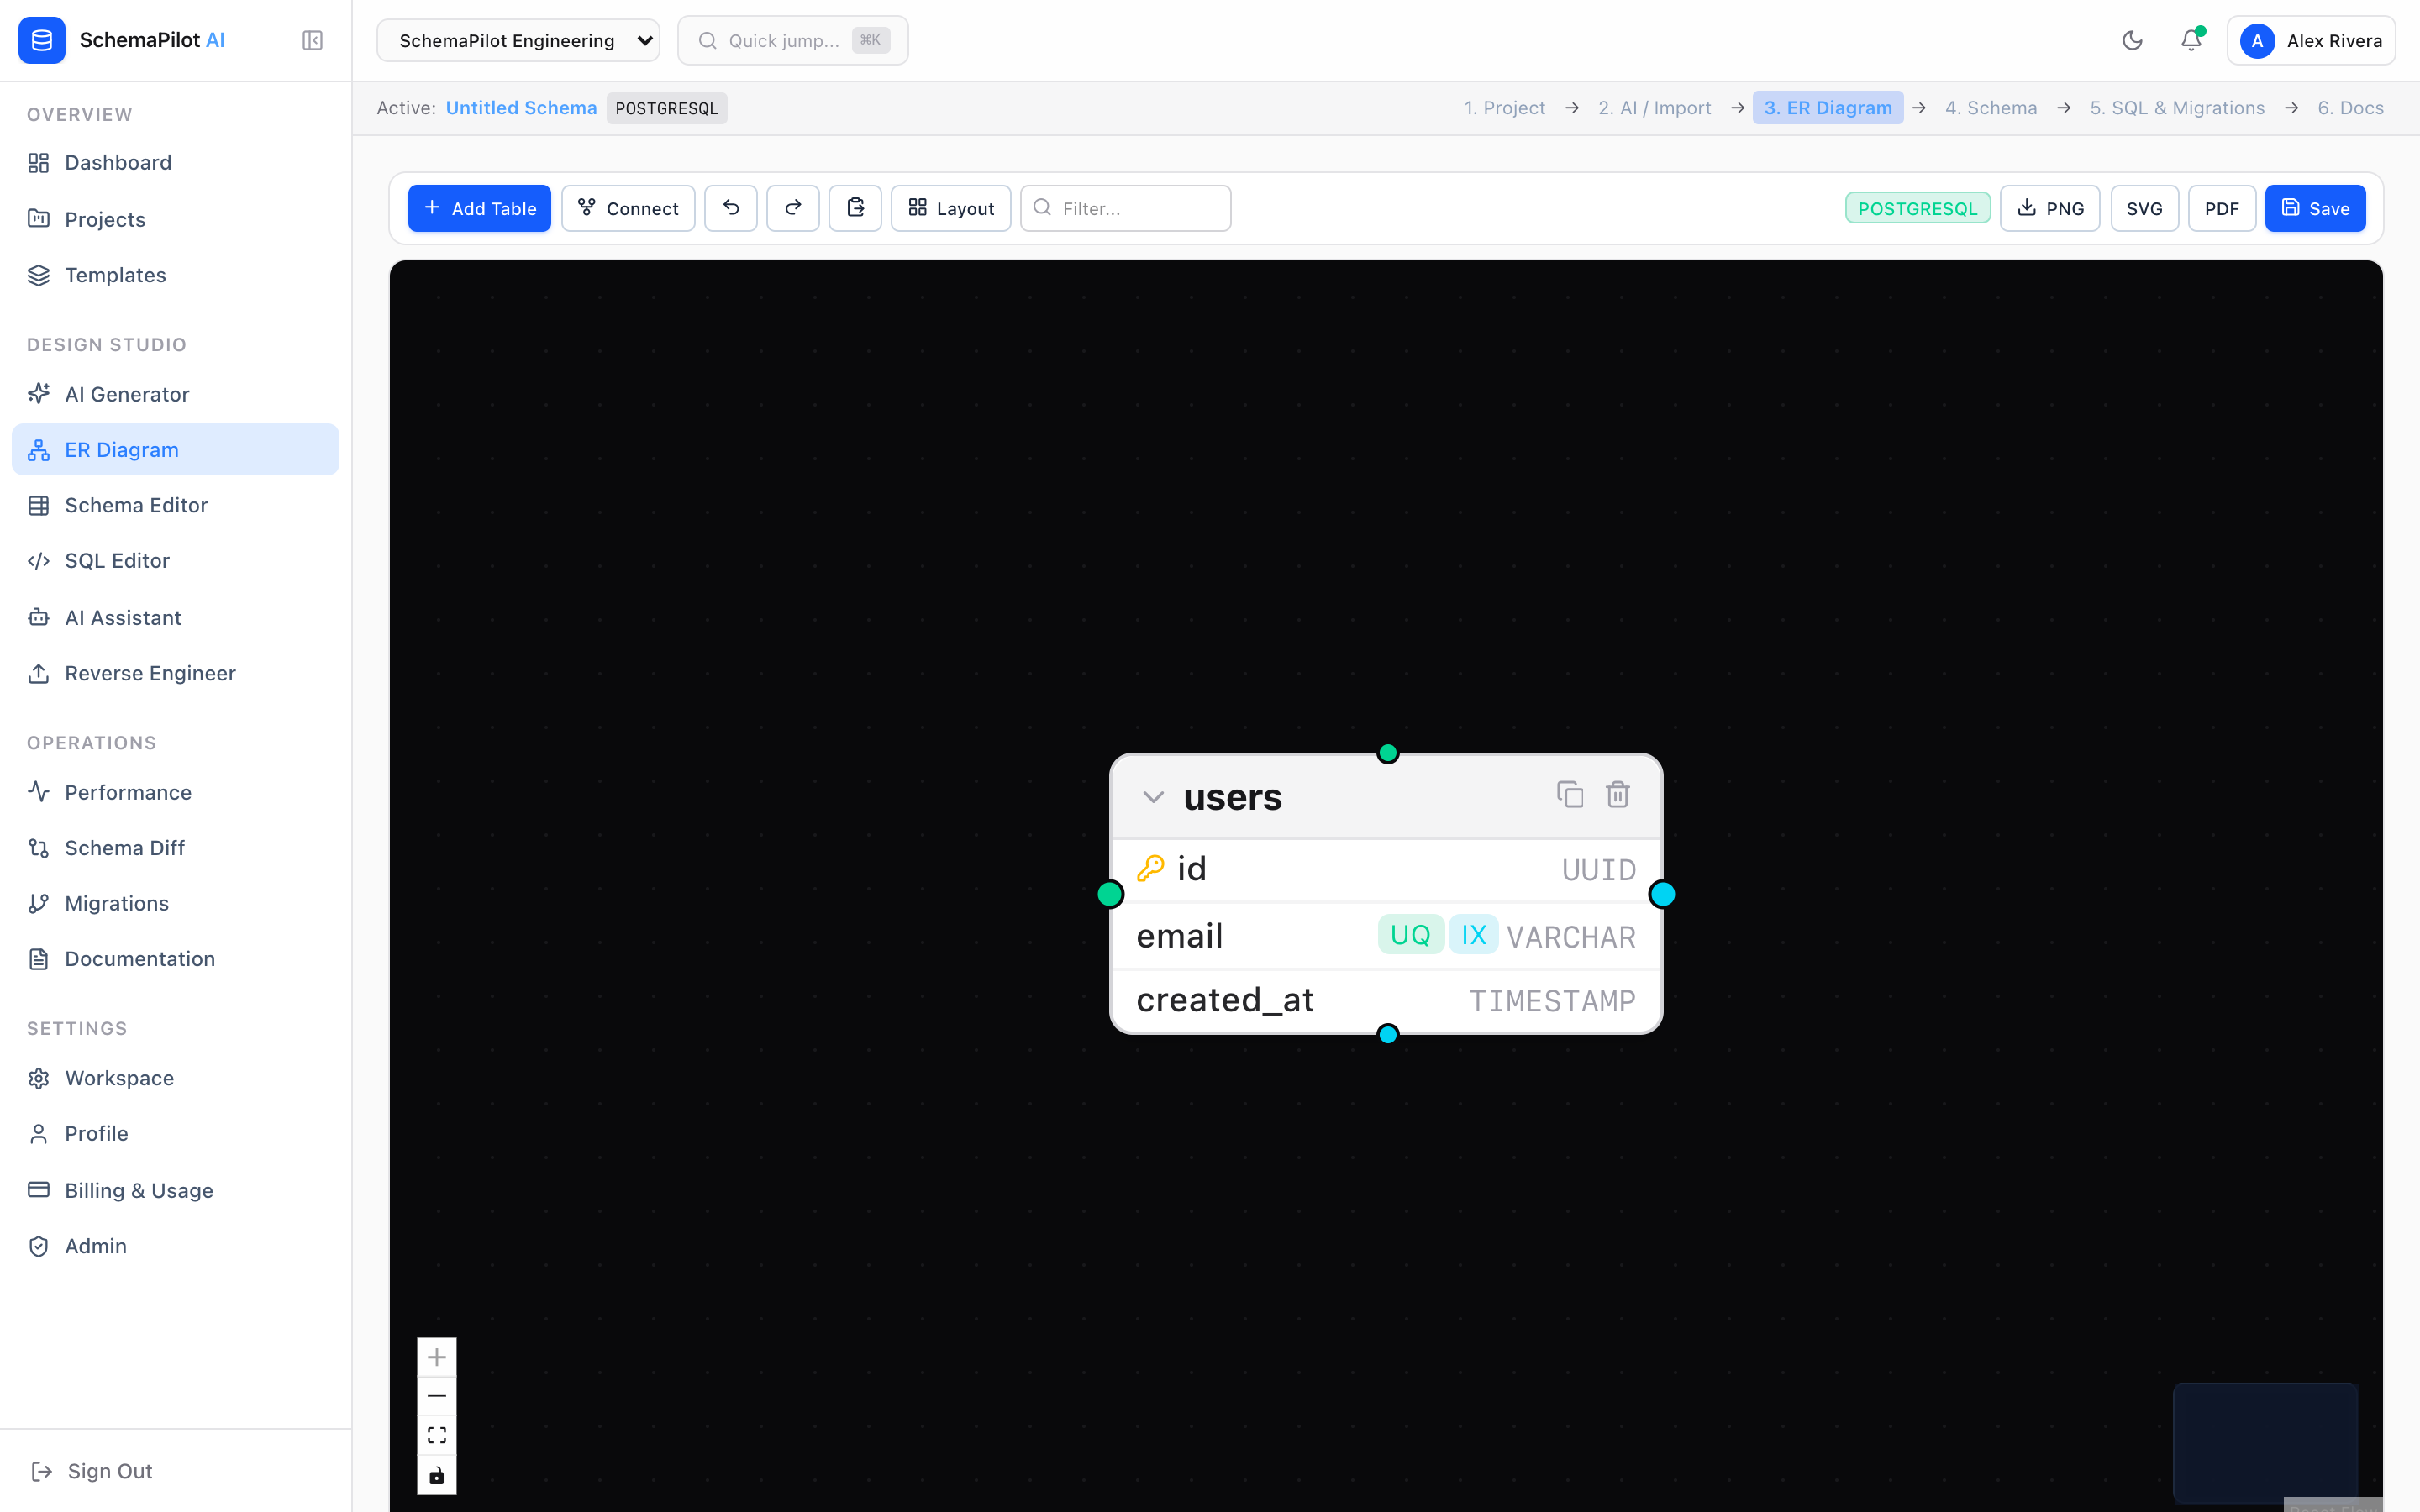 SchemaPilot AI
SchemaPilot Engineering
Quick jump... ⌘K
A Alex Rivera
Active: Untitled Schema POSTGRESQL
1. Project → 2. AI / Import → 3. ER Diagram → 4. Schema → 5. SQL & Migrations → 6. Docs
OVERVIEW
Dashboard
Projects
Templates
DESIGN STUDIO
AI Generator
ER Diagram
Schema Editor
SQL Editor
AI Assistant
Reverse Engineer
OPERATIONS
Performance
Schema Diff
Migrations
Documentation
SETTINGS
Workspace
Profile
Billing & Usage
Admin
Sign Out
Add Table Connect Layout Filter... POSTGRESQL PNG SVG PDF Save
users
id UUID
email UQ IX VARCHAR
created_at TIMESTAMP